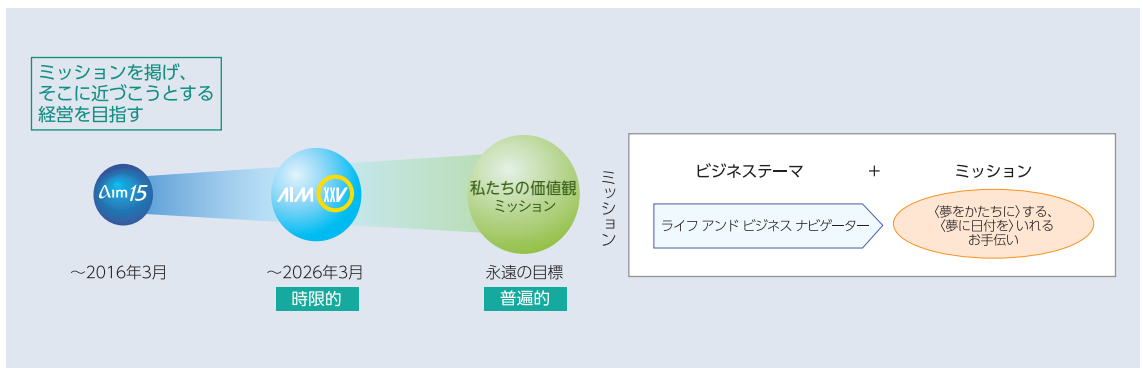 ミッションを掲げ、
そこに近づこうとする
経営を目指す
Aim 15
AIM XXV
私たちの価値観
ミッション
～2016年3月
～2026年3月
永遠の目標
時限的
普遍的
ミッション
ビジネステーマ + ミッション
ライフ アンド ビジネス ナビゲーター
〈夢をかたちに〉する、
〈夢に日付を〉いれる
お手伝い